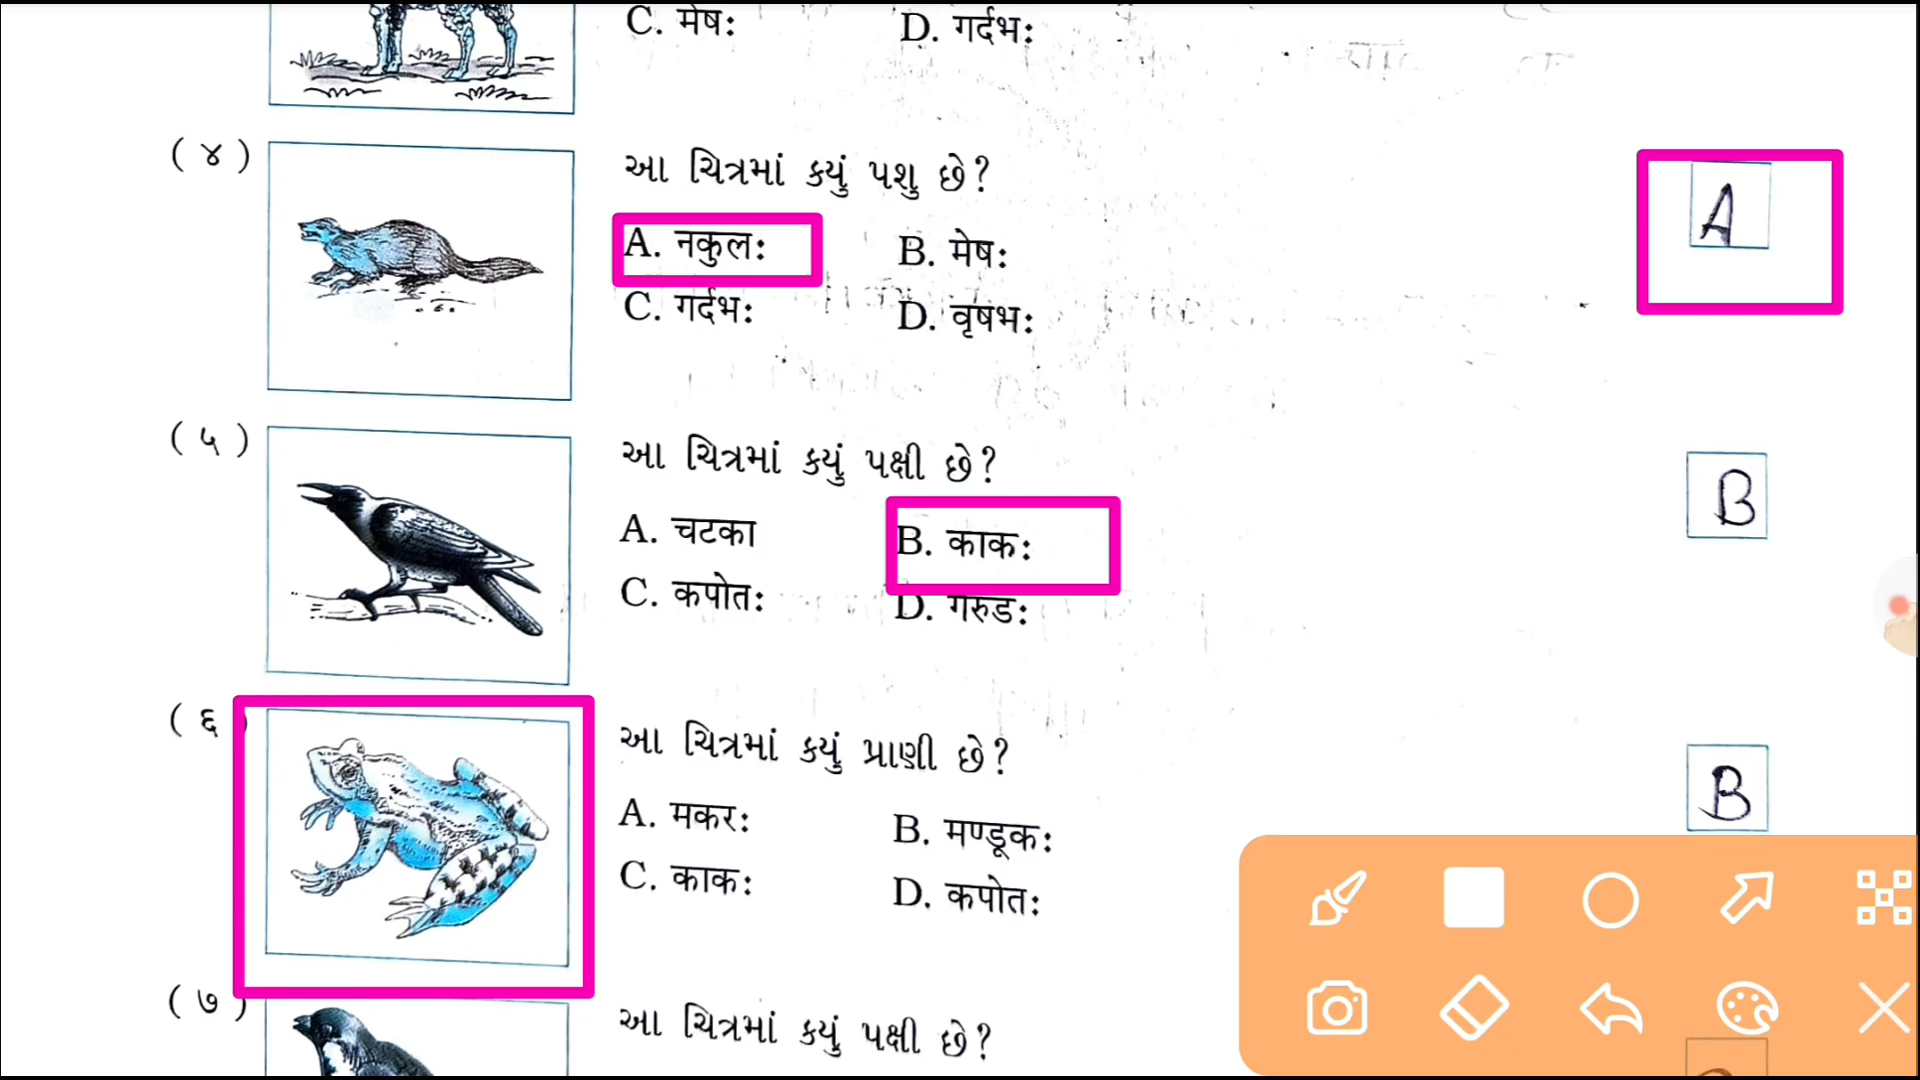 C. मेषः D. गर्दभः
(૪) આ ચિત્રમાં કયું પશુ છે? A
A. नकुलः B. मेषः
C. गर्दभः D. वृषभः
(૫) આ ચિત્રમાં કયું પક્ષી છે? B
A. चटका B. काकः
C. कपोतः D. गरुडः
(૬) આ ચિત્રમાં કયું પ્રાણી છે? B
A. मकरः B. मण्डूकः
C. काकः D. कपोतः
(૭) આ ચિત્રમાં કયું પક્ષી છે?